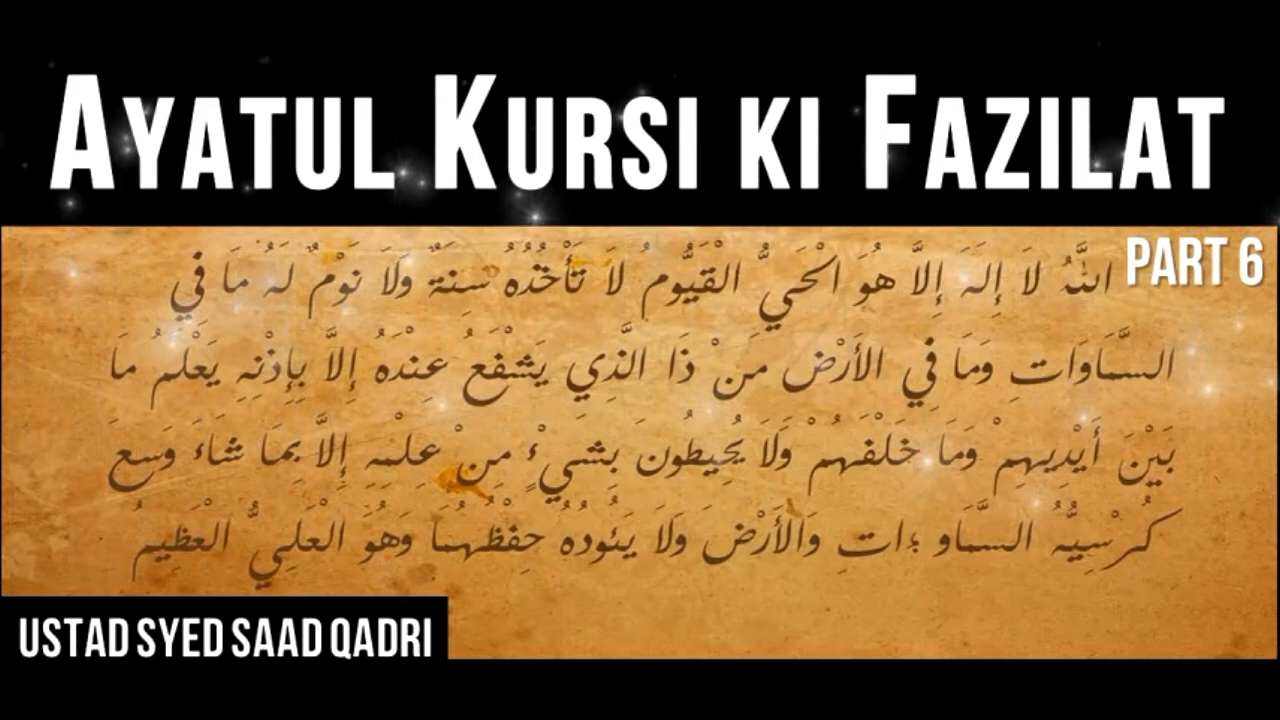 AYATUL KURSI KI FAZILAT
PART 6
اللَّهُ لَا إِلَهَ إِلَّا هُوَ الْحَيُّ الْقَيُّومُ لَا تَأْخُذُهُ سِنَةٌ وَلَا نَوْمٌ لَهُ مَا فِي
السَّمَاوَاتِ وَمَا فِي الْأَرْضِ مَنْ ذَا الَّذِي يَشْفَعُ عِنْدَهُ إِلَّا بِإِذْنِهِ يَعْلَمُ مَا
بَيْنَ أَيْدِيهِمْ وَمَا خَلْفَهُمْ وَلَا يُحِيطُونَ بِشَيْءٍ مِنْ عِلْمِهِ إِلَّا بِمَا شَاءَ وَسِعَ
كُرْسِيُّهُ السَّمَاو ءاتِ وَالْأَرْضَ وَلَا يَئُودُهُ حِفْظُهُمَا وَهُوَ الْعَلِيُّ الْعَظِيمُ
USTAD SYED SAAD QADRI